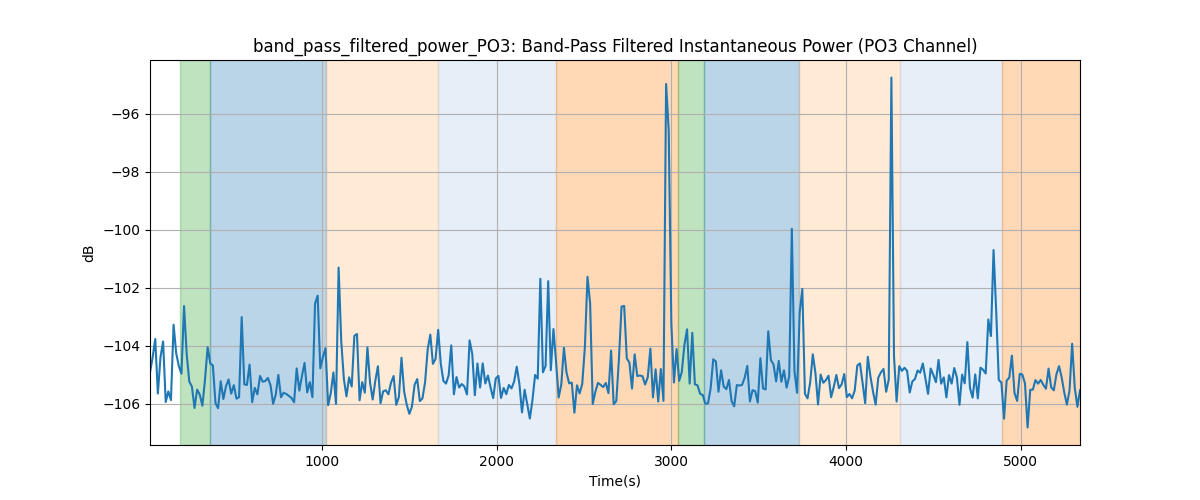 band_pass_filtered_power_PO3: Band-Pass Filtered Instantaneous Power (PO3 Channel)
−96
−98
−100
−102
−104
−106
dB
1000 2000 3000 4000 5000
Time(s)